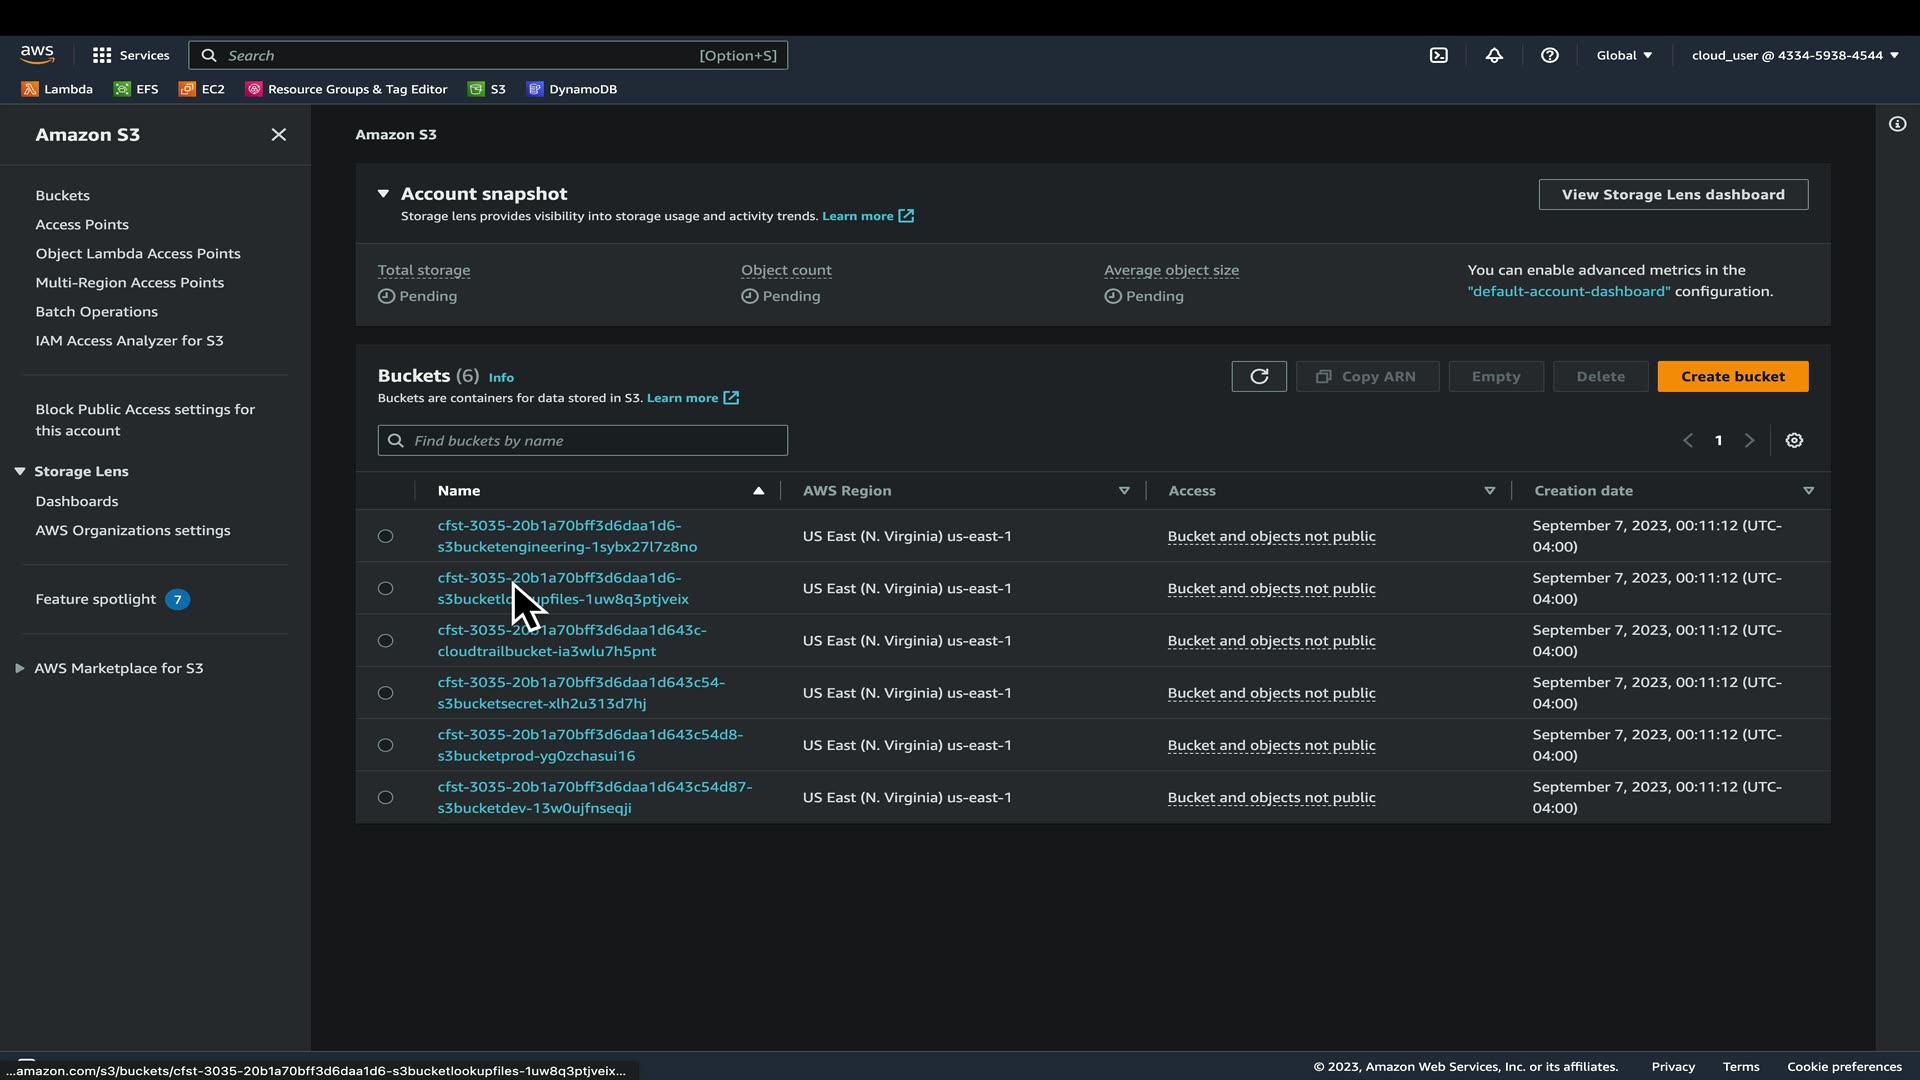 aws
Services
Search
[Option+S]
Global
cloud_user @ 4334-5938-4544
Lambda
EFS
EC2
Resource Groups & Tag Editor
S3
DynamoDB
Amazon S3
Buckets
Access Points
Object Lambda Access Points
Multi-Region Access Points
Batch Operations
IAM Access Analyzer for S3
Block Public Access settings for
this account
Storage Lens
Dashboards
AWS Organizations settings
Feature spotlight 7
AWS Marketplace for S3
Amazon S3
Account snapshot
Storage lens provides visibility into storage usage and activity trends. Learn more
View Storage Lens dashboard
Total storage
Pending
Object count
Pending
Average object size
Pending
You can enable advanced metrics in the
"default-account-dashboard" configuration.
Buckets (6) Info
Buckets are containers for data stored in S3. Learn more
Copy ARN
Empty
Delete
Create bucket
Find buckets by name
1
Name
AWS Region
Access
Creation date
cfst-3035-20b1a70bff3d6daa1d6-
s3bucketengineering-1sybx27l7z8no
US East (N. Virginia) us-east-1
Bucket and objects not public
September 7, 2023, 00:11:12 (UTC-
04:00)
cfst-3035-20b1a70bff3d6daa1d6-
s3bucketlookupfiles-1uw8q3ptjveix
US East (N. Virginia) us-east-1
Bucket and objects not public
September 7, 2023, 00:11:12 (UTC-
04:00)
cfst-3035-20b1a70bff3d6daa1d643c-
cloudtrailbucket-ia3wlu7h5pnt
US East (N. Virginia) us-east-1
Bucket and objects not public
September 7, 2023, 00:11:12 (UTC-
04:00)
cfst-3035-20b1a70bff3d6daa1d643c54-
s3bucketsecret-xlh2u313d7hj
US East (N. Virginia) us-east-1
Bucket and objects not public
September 7, 2023, 00:11:12 (UTC-
04:00)
cfst-3035-20b1a70bff3d6daa1d643c54d8-
s3bucketprod-yg0zchasui16
US East (N. Virginia) us-east-1
Bucket and objects not public
September 7, 2023, 00:11:12 (UTC-
04:00)
cfst-3035-20b1a70bff3d6daa1d643c54d87-
s3bucketdev-13w0ujfnseqji
US East (N. Virginia) us-east-1
Bucket and objects not public
September 7, 2023, 00:11:12 (UTC-
04:00)
...amazon.com/s3/buckets/cfst-3035-20b1a70bff3d6daa1d6-s3bucketlookupfiles-1uw8q3ptjveix...
© 2023, Amazon Web Services, Inc. or its affiliates.
Privacy
Terms
Cookie preferences